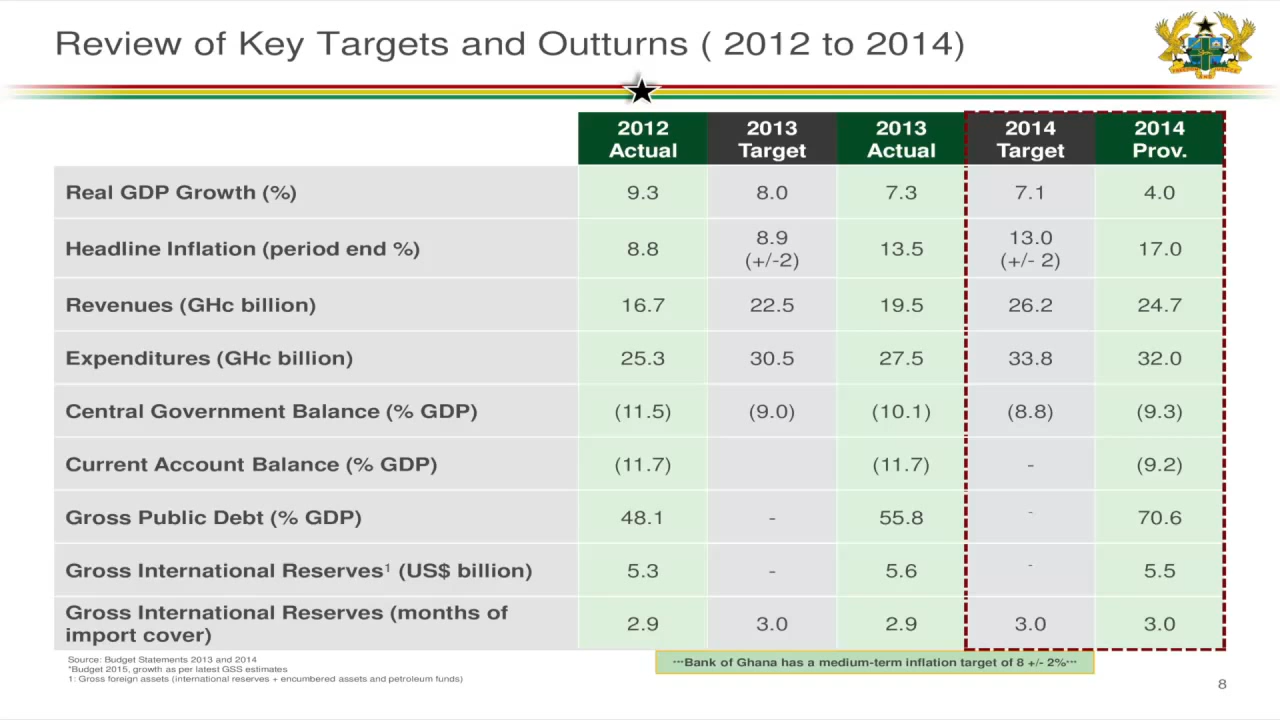 Review of Key Targets and Outturns ( 2012 to 2014)
2012 Actual 2013 Target 2013 Actual 2014 Target 2014 Prov.
Real GDP Growth (%) 9.3 8.0 7.3 7.1 4.0
Headline Inflation (period end %) 8.8 8.9 (+/-2) 13.5 13.0 (+/- 2) 17.0
Revenues (GHc billion) 16.7 22.5 19.5 26.2 24.7
Expenditures (GHc billion) 25.3 30.5 27.5 33.8 32.0
Central Government Balance (% GDP) (11.5) (9.0) (10.1) (8.8) (9.3)
Current Account Balance (% GDP) (11.7) (11.7) - (9.2)
Gross Public Debt (% GDP) 48.1 - 55.8 - 70.6
Gross International Reserves¹ (US$ billion) 5.3 - 5.6 - 5.5
Gross International Reserves (months of
import cover) 2.9 3.0 2.9 3.0 3.0
Source: Budget Statements 2013 and 2014
*Budget 2015, growth as per latest GSS estimates
1: Gross foreign assets (international reserves + encumbered assets and petroleum funds)
***Bank of Ghana has a medium-term inflation target of 8 +/- 2%***
8